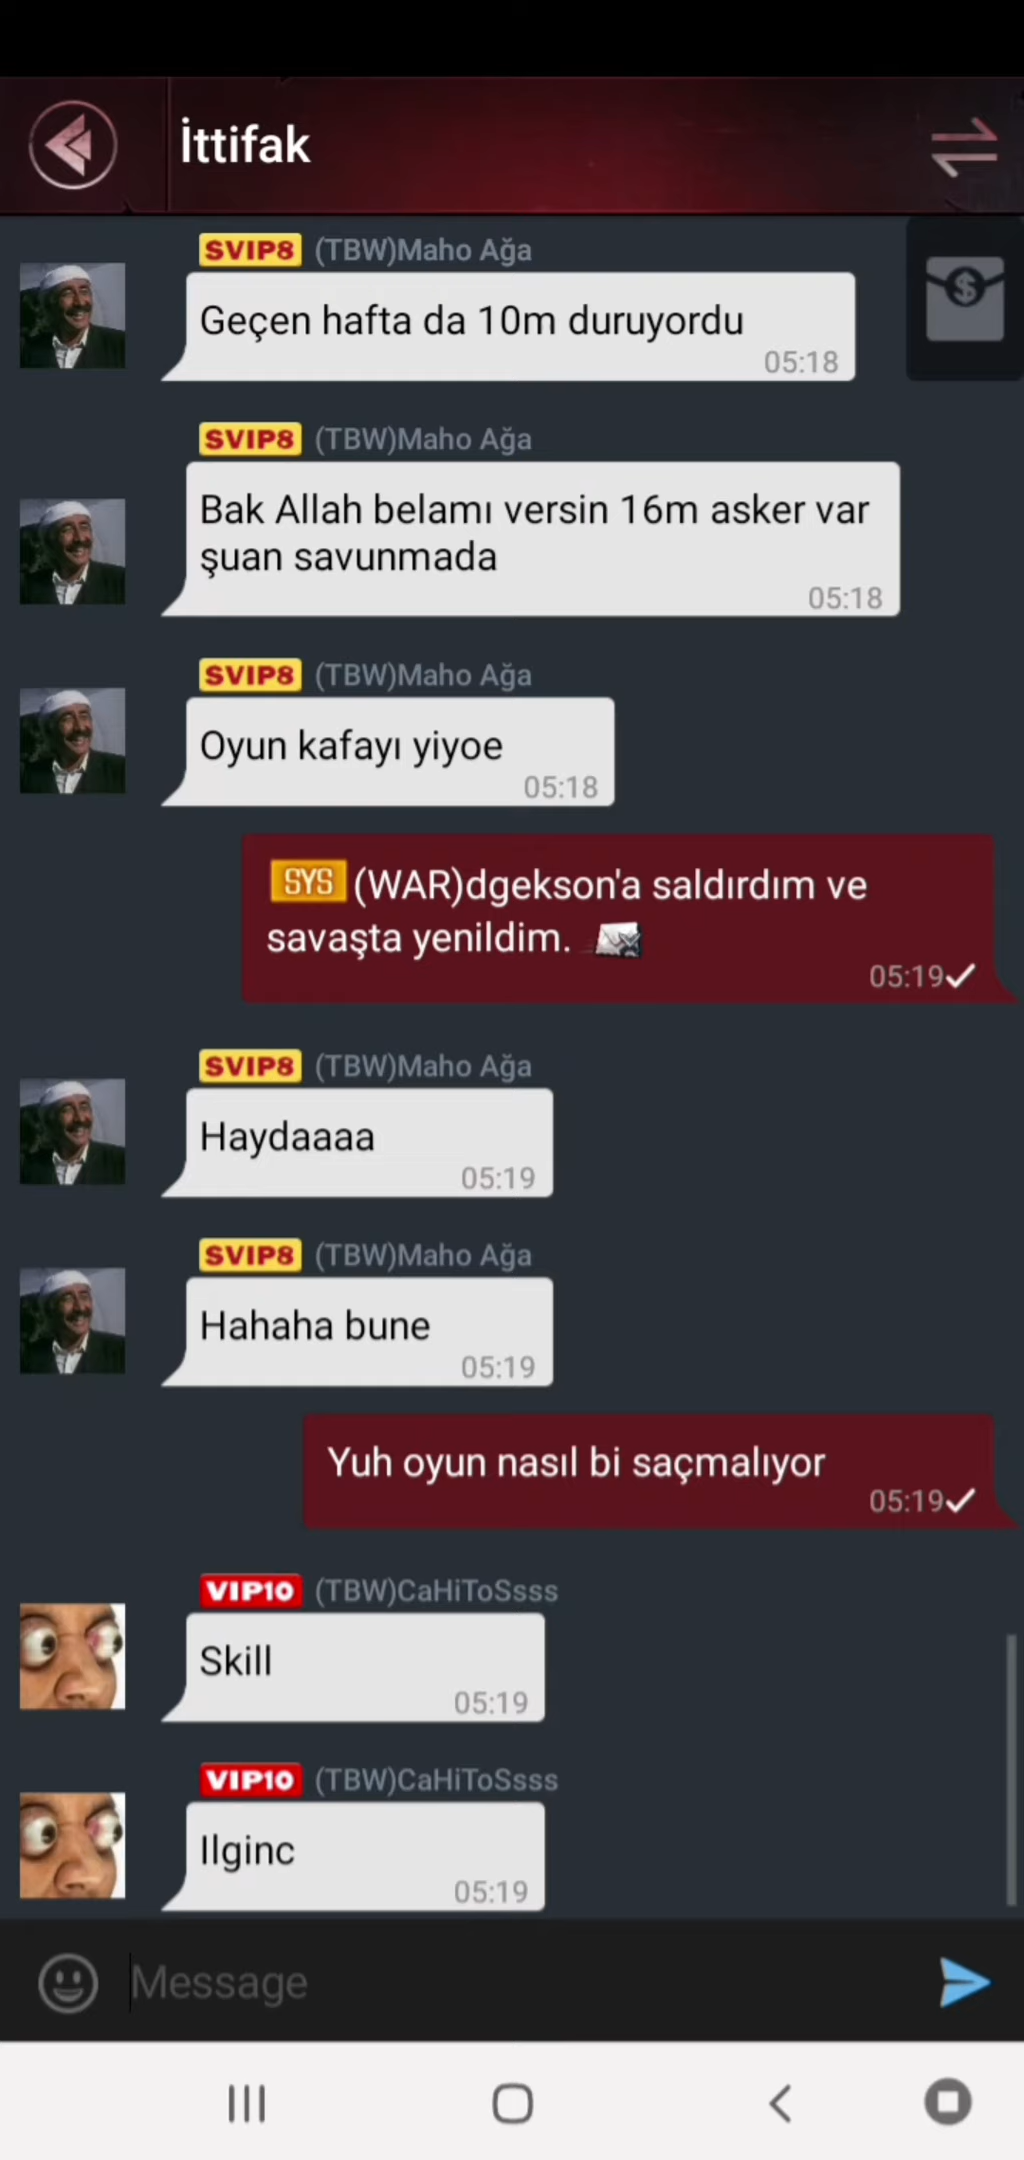 İttifak
SVIP8 (TBW)Maho Ağa
Geçen hafta da 10m duruyordu
05:18
SVIP8 (TBW)Maho Ağa
Bak Allah belamı versin 16m asker var
şuan savunmada
05:18
SVIP8 (TBW)Maho Ağa
Oyun kafayı yiyoe
05:18
SYS (WAR)dgekson'a saldırdım ve
savaşta yenildim.
05:19
SVIP8 (TBW)Maho Ağa
Haydaaaa
05:19
SVIP8 (TBW)Maho Ağa
Hahaha bune
05:19
Yuh oyun nasıl bi saçmalıyor
05:19
VIP10 (TBW)CaHiToSsss
Skill
05:19
VIP10 (TBW)CaHiToSsss
Ilginc
05:19
Message